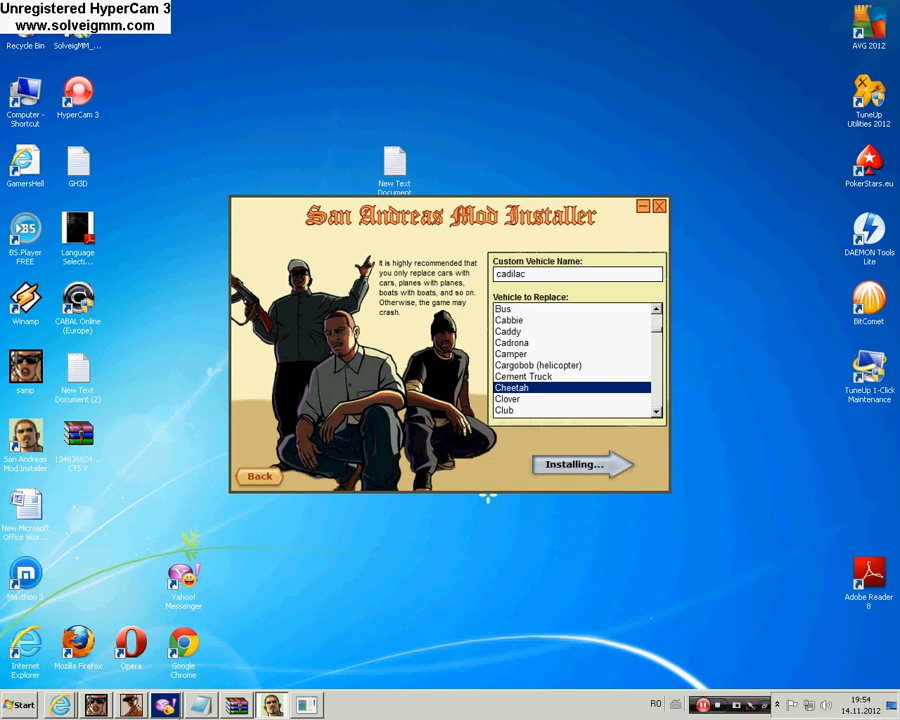 Unregistered HyperCam 3
www.solveigmm.com
Recycle Bin
SolveigMM_...
AVG 2012
Computer -
Shortcut
HyperCam 3
TuneUp
Utilities 2012
GamersHell
GH3D
New Text
Document
PokerStars.eu
San Andreas Mod Installer
BS.Player
FREE
Language
Selecti...
DAEMON Tools
Lite
It is highly recommended that
you only replace cars with
cars, planes with planes,
boats with boats, and so on.
Otherwise, the game may
crash.
Custom Vehicle Name:
cadilac
Vehicle to Replace:
Bus
Cabbie
Caddy
Cadrona
Camper
Cargobob (helicopter)
Cement Truck
Cheetah
Clover
Club
Winamp
CABAL Online
(Europe)
BitComet
samp
New Text
Document (2)
TuneUp 1-Click
Maintenance
San Andreas
Mod Installer
CTS V
Back
Installing...
New Microsoft
Office Wor...
Maxthon 3
Yahoo!
Messenger
Adobe Reader
8
Internet
Explorer
Mozilla Firefox
Opera
Google
Chrome
Start
RO
19:54
14.11.2012